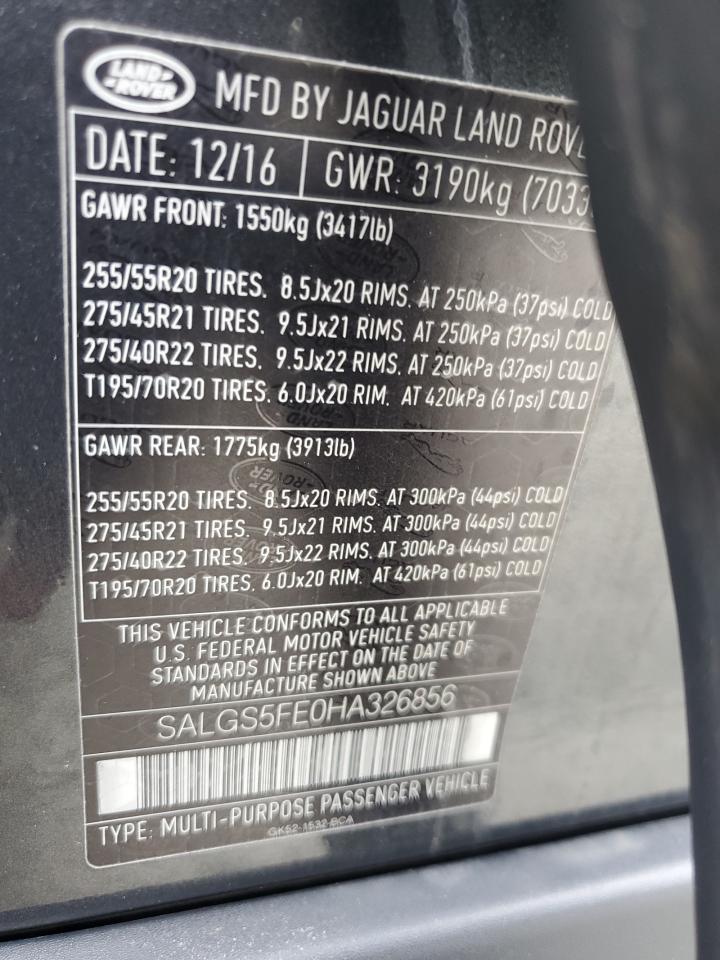 LAND
ROVER
MFD BY JAGUAR LAND ROVE
DATE: 12/16
GWR: 3190kg (7033
GAWR FRONT: 1550kg (3417lb)
255/55R20 TIRES. 8.5Jx20 RIMS. AT 250kPa (37psi) COLD
275/45R21 TIRES. 9.5Jx21 RIMS. AT 250kPa (37psi) COLD
275/40R22 TIRES. 9.5Jx22 RIMS. AT 250kPa (37psi) COLD
T195/70R20 TIRES. 6.0Jx20 RIM. AT 420kPa (61psi) COLD
GAWR REAR: 1775kg (3913lb)
255/55R20 TIRES. 8.5Jx20 RIMS. AT 300kPa (44psi) COLD
275/45R21 TIRES. 9.5Jx21 RIMS. AT 300kPa (44psi) COLD
275/40R22 TIRES. 9.5Jx22 RIMS. AT 300kPa (44psi) COLD
T195/70R20 TIRES. 6.0Jx20 RIM. AT 420kPa (61psi) COLD
THIS VEHICLE CONFORMS TO ALL APPLICABLE
U.S. FEDERAL MOTOR VEHICLE SAFETY
STANDARDS IN EFFECT ON THE DATE OF
MANUFACTURE SHOWN ABOVE
SALGS5FE0HA326856
TYPE: MULTI-PURPOSE PASSENGER VEHICLE
GK52-1532-BCA